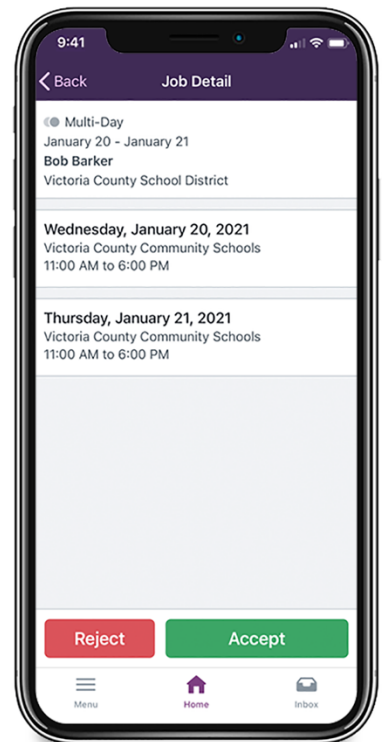 9:41
Back
Job Detail
Multi-Day
January 20 - January 21
Bob Barker
Victoria County School District
Wednesday, January 20, 2021
Victoria County Community Schools
11:00 AM to 6:00 PM
Thursday, January 21, 2021
Victoria County Community Schools
11:00 AM to 6:00 PM
Reject
Accept
Menu
Home
Inbox